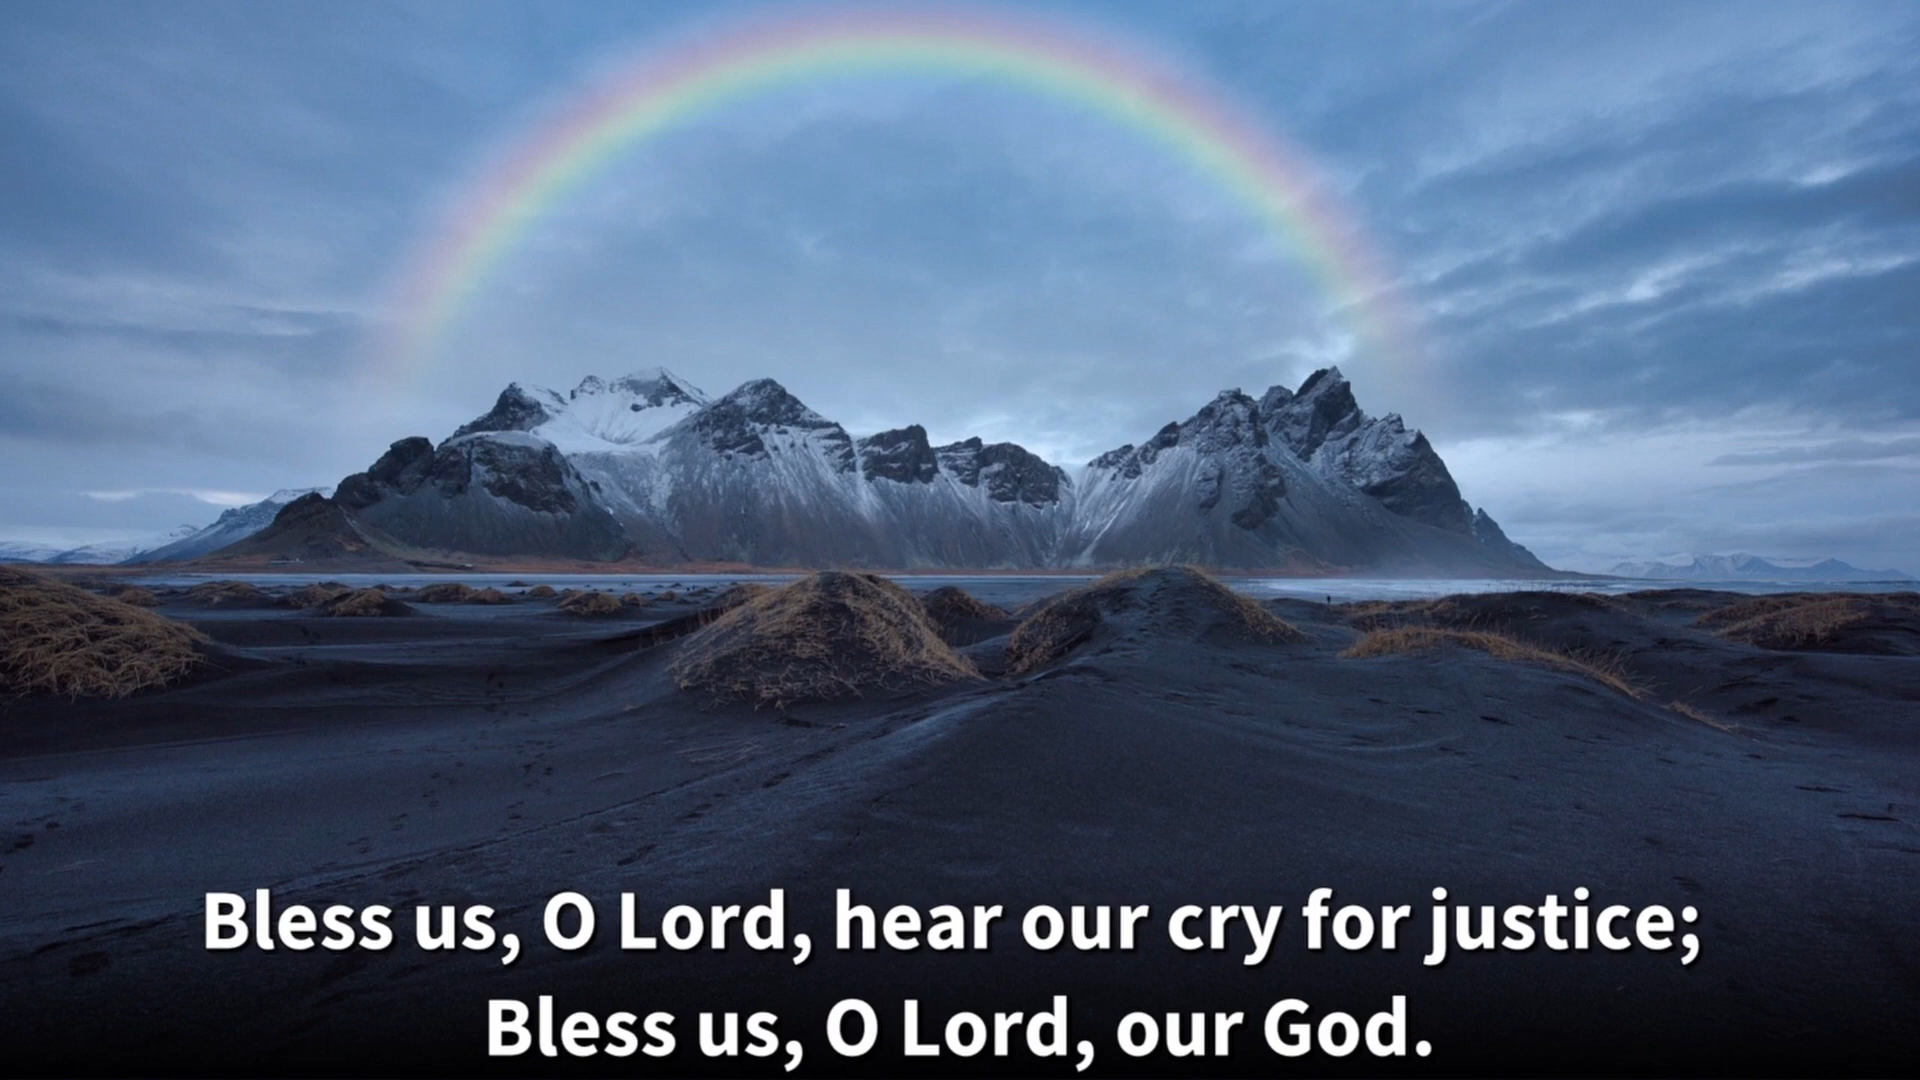 Bless us, O Lord, hear our cry for justice;
Bless us, O Lord, our God.